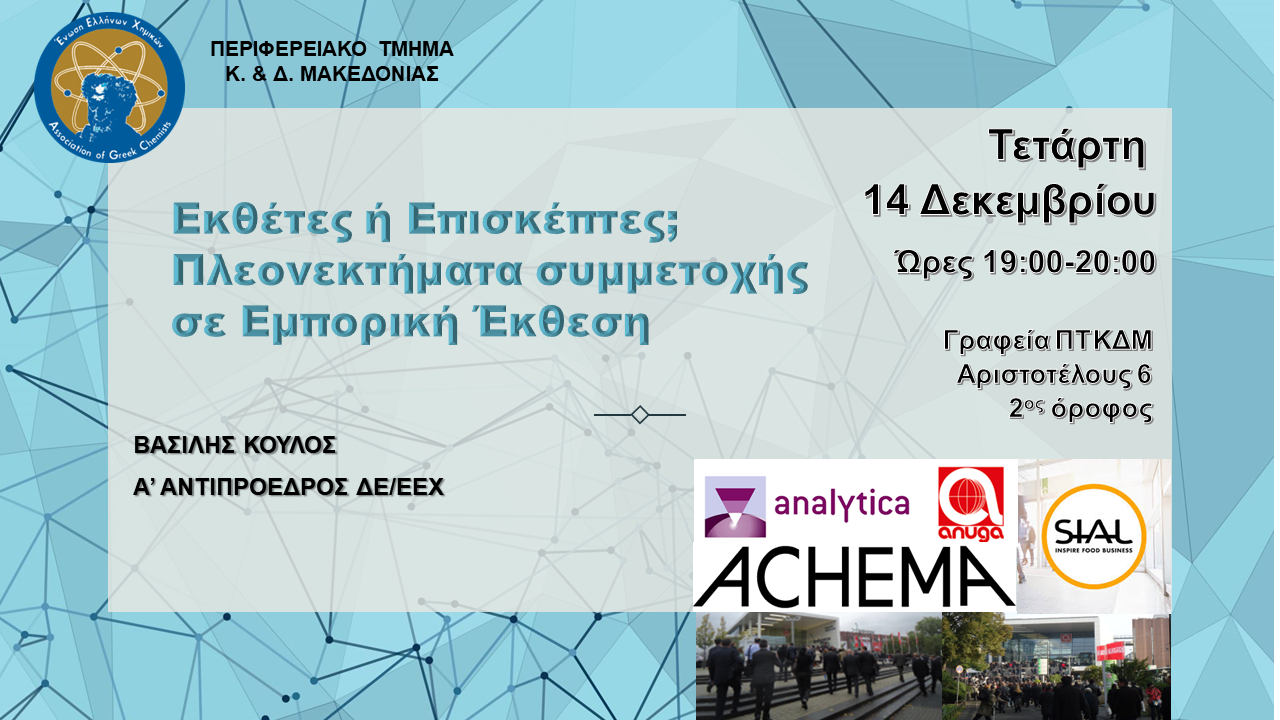 Ένωση Ελλήνων Χημικών
Association of Greek Chemists
ΠΕΡΙΦΕΡΕΙΑΚΟ ΤΜΗΜΑ
Κ. & Δ. ΜΑΚΕΔΟΝΙΑΣ
Τετάρτη
14 Δεκεμβρίου
Ώρες 19:00-20:00
Εκθέτες ή Επισκέπτες;
Πλεονεκτήματα συμμετοχής
σε Εμπορική Έκθεση
Γραφεία ΠΤΚΔΜ
Αριστοτέλους 6
2ος όροφος
ΒΑΣΙΛΗΣ ΚΟΥΛΟΣ
Α’ ΑΝΤΙΠΡΟΕΔΡΟΣ ΔΕ/ΕΕΧ
analytica
anuga
ACHEMA
SIAL
INSPIRE FOOD BUSINESS